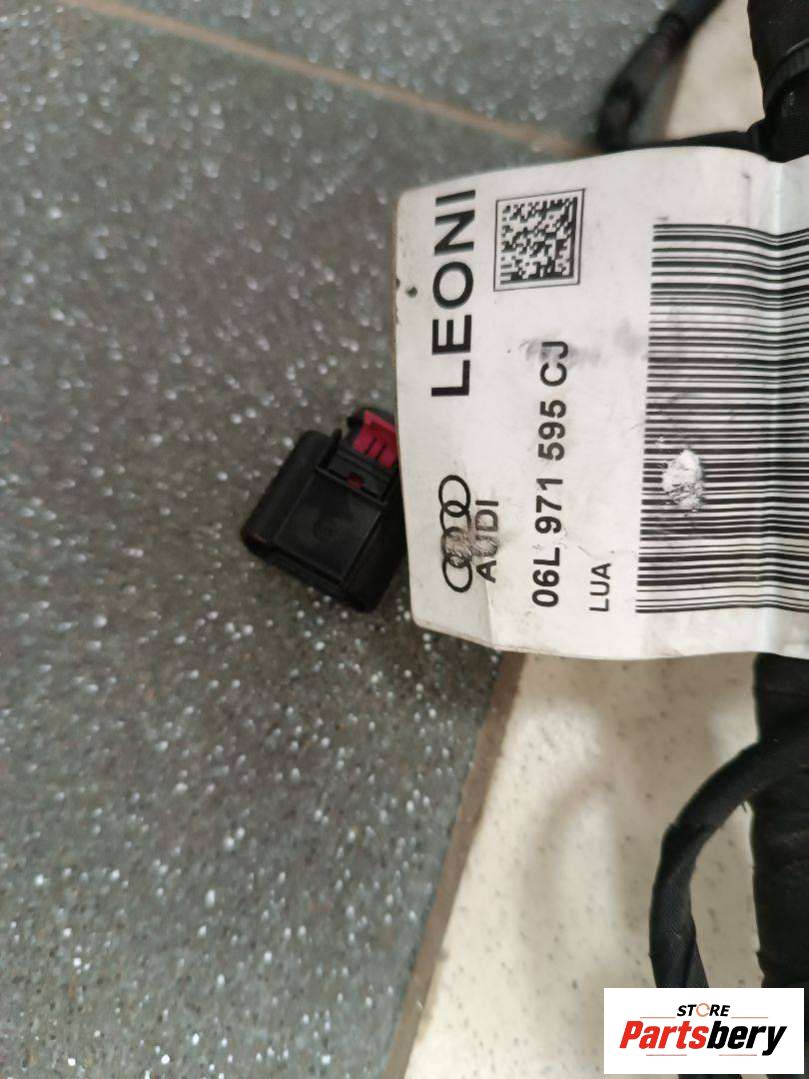 LEONI
AUDI
06L 971 595 CJ
LUA
STORE
Partsbery